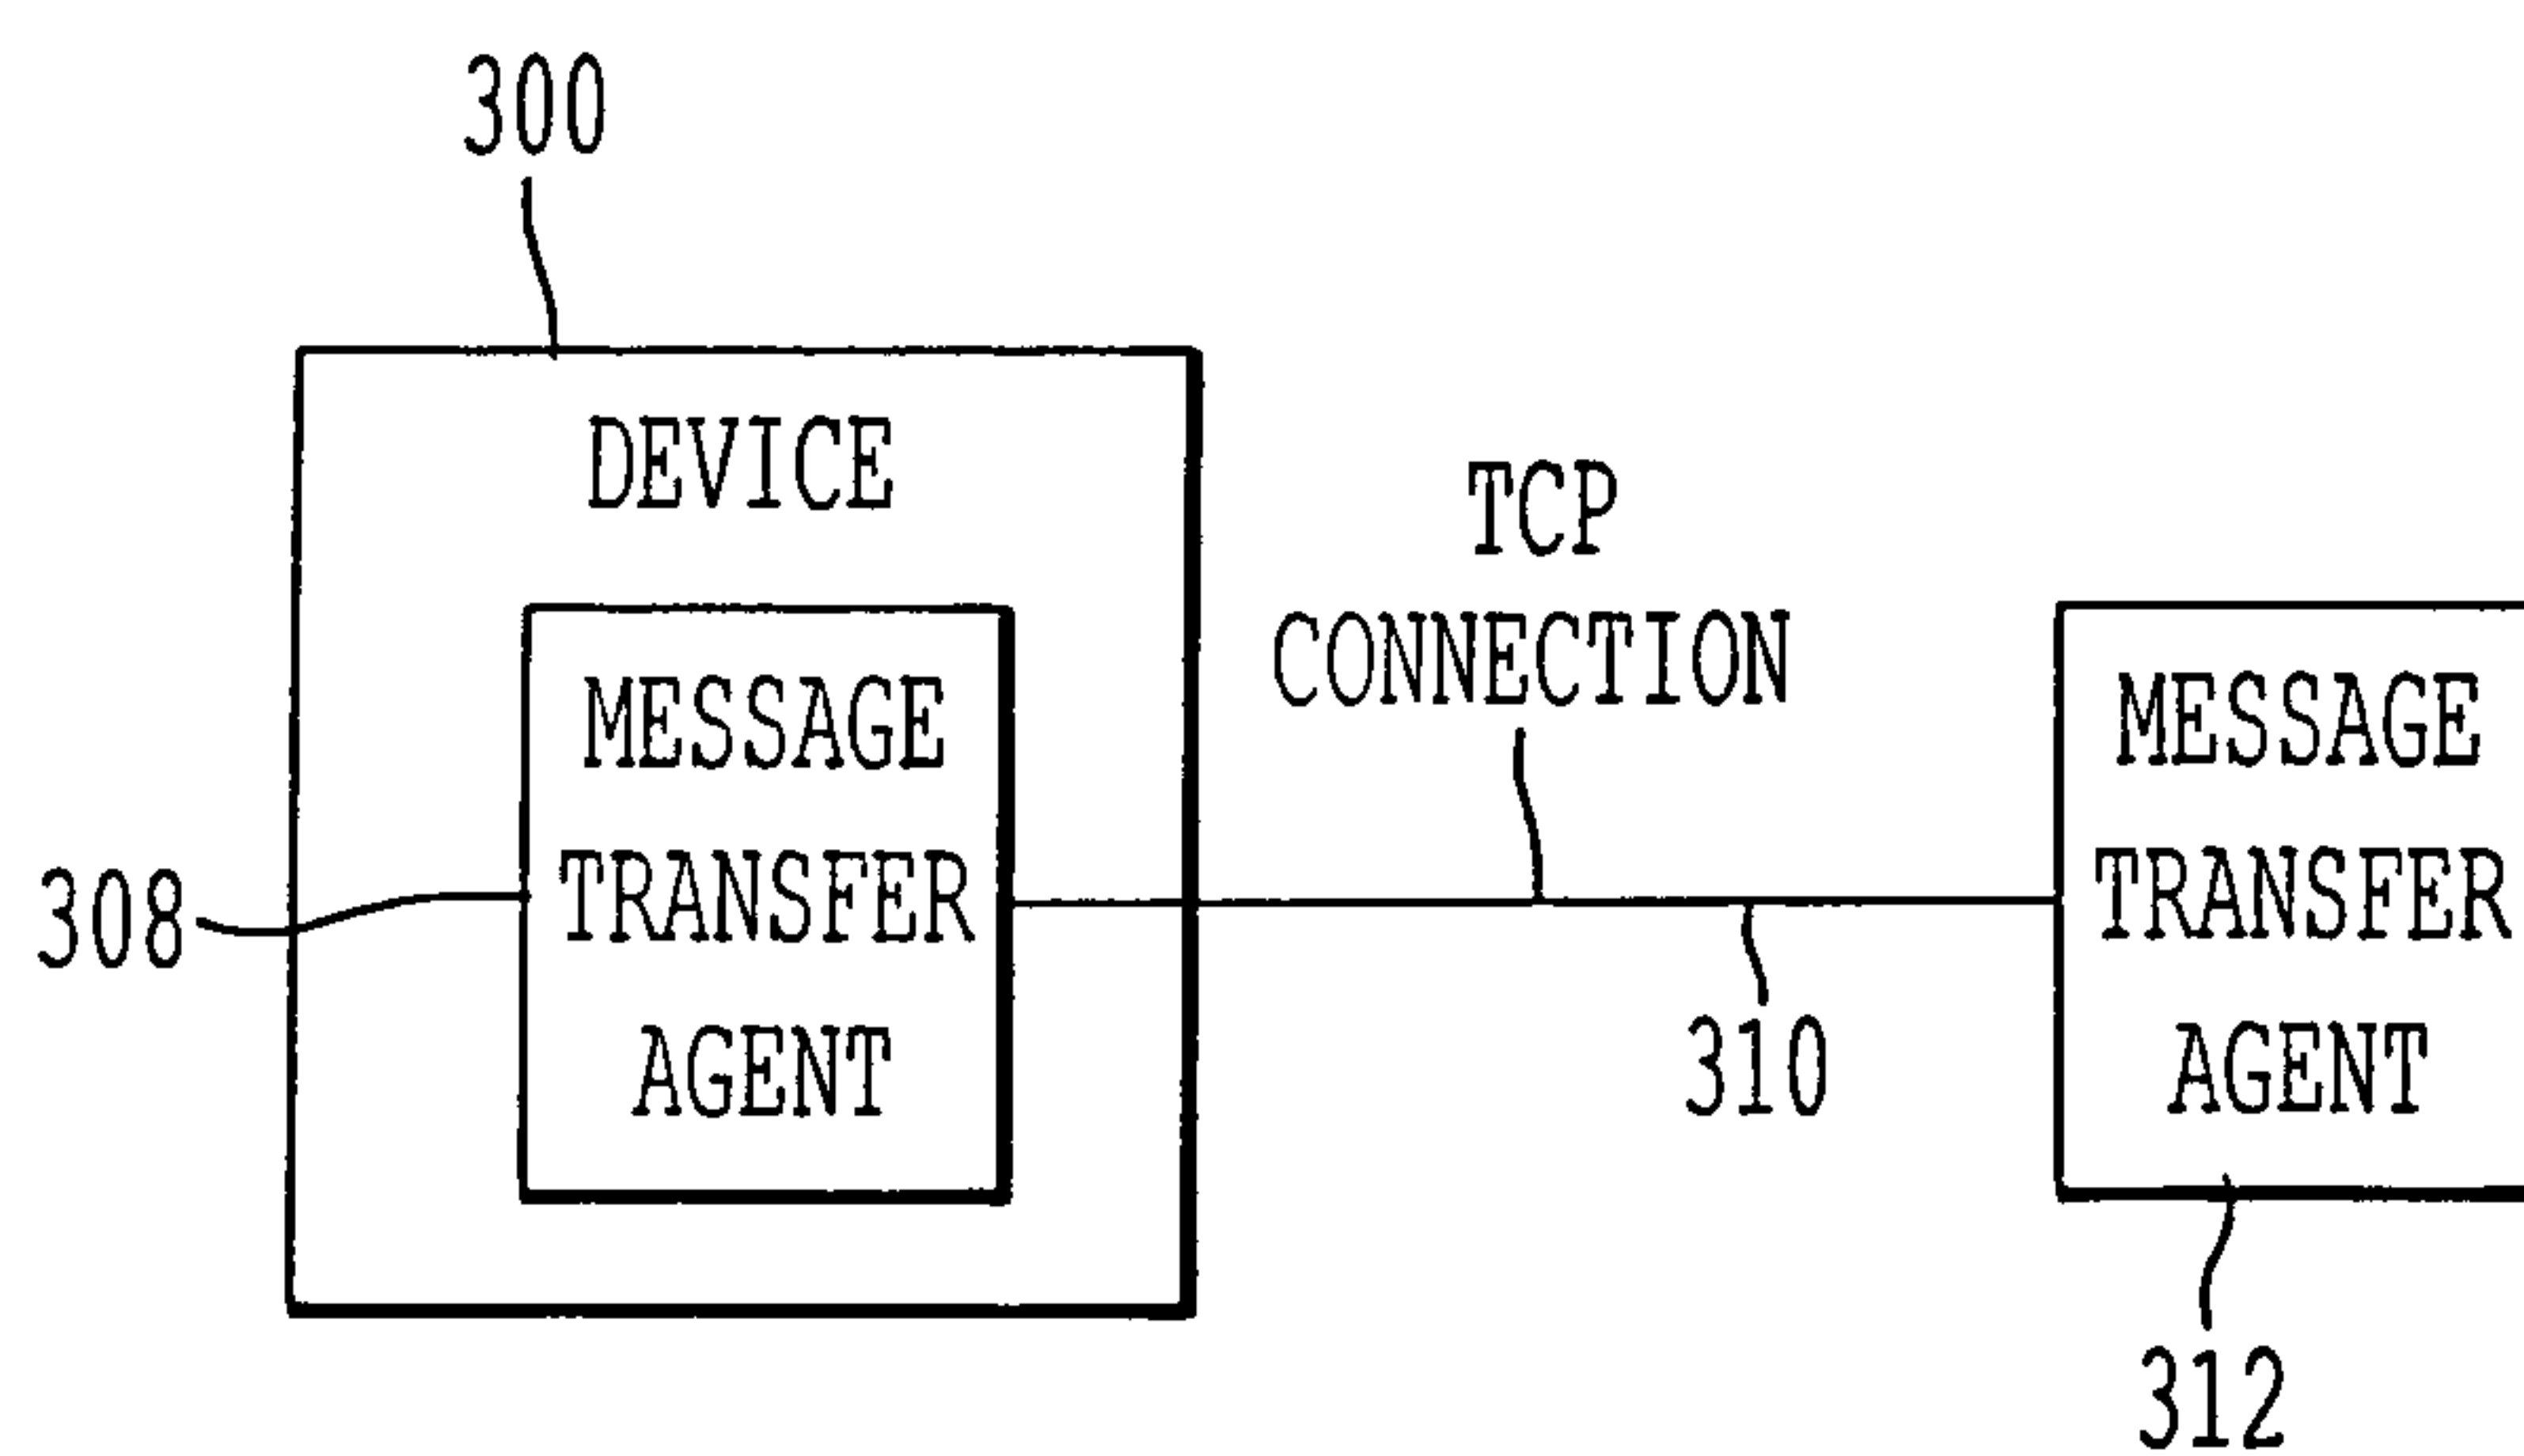 300
DEVICE
MESSAGE
TRANSFER
AGENT
308
TCP
CONNECTION
310
MESSAGE
TRANSFER
AGENT
312